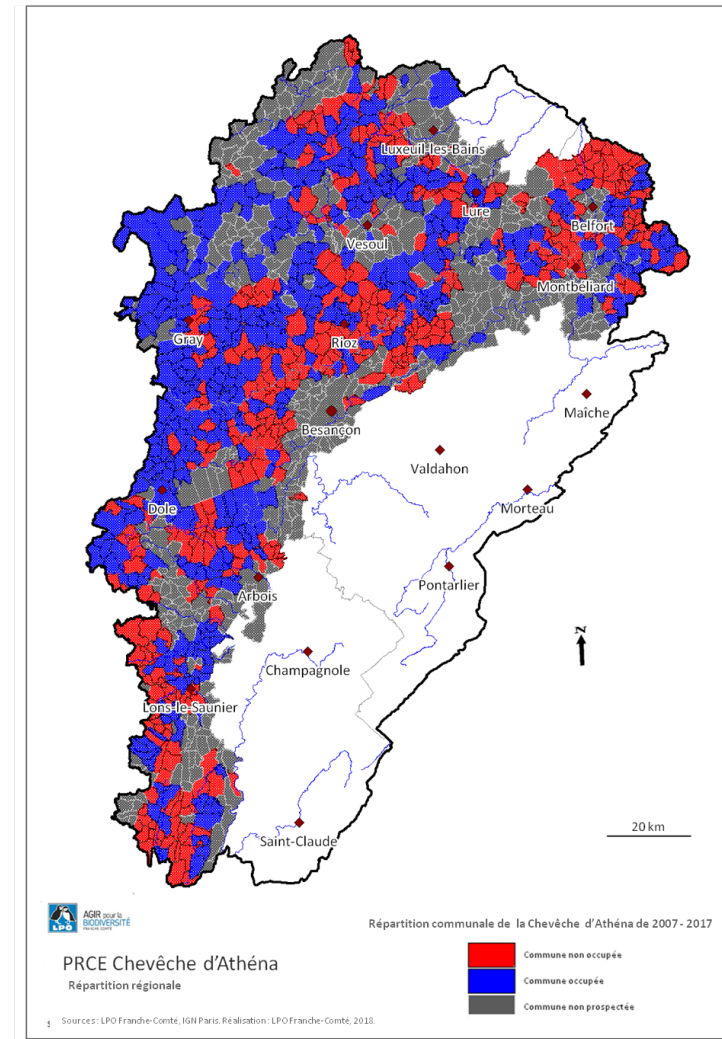 Luxeuil-les-Bains
Lure
Belfort
Vesoul
Montbéliard
Gray
Rioz
Maîche
Besançon
Valdahon
Dole
Morteau
Pontarlier
Arbois
N
Champagnole
Lons-le-Saunier
20 km
Saint-Claude
AGIR pour la
BIODIVERSITÉ
FRANCHE-COMTÉ
LPO
Répartition communale de la Chevêche d'Athéna de 2007 - 2017
PRCE Chevêche d'Athéna
Répartition régionale
Commune non occupée
Commune occupée
Commune non prospectée
Sources : LPO Franche-Comté, IGN Paris. Réalisation : LPO Franche-Comté, 2018.